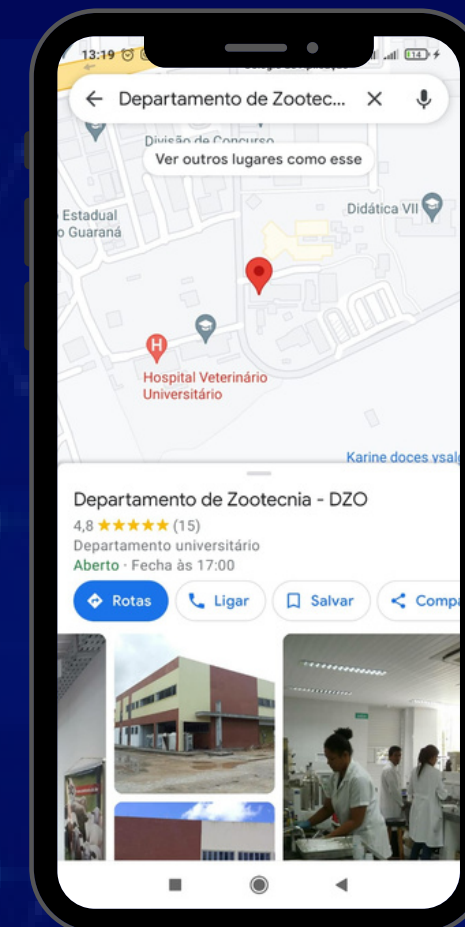 13:19
114
Departamento de Zootec...
Divisão de Concurso
Ver outros lugares como esse
Estadual
o Guaraná
Didática VII
H
Hospital Veterinário
Universitário
Karine doces
Departamento de Zootecnia - DZO
4,8 ★★★★★ (15)
Departamento universitário
Aberto · Fecha às 17:00
Rotas
Ligar
Salvar
Compa